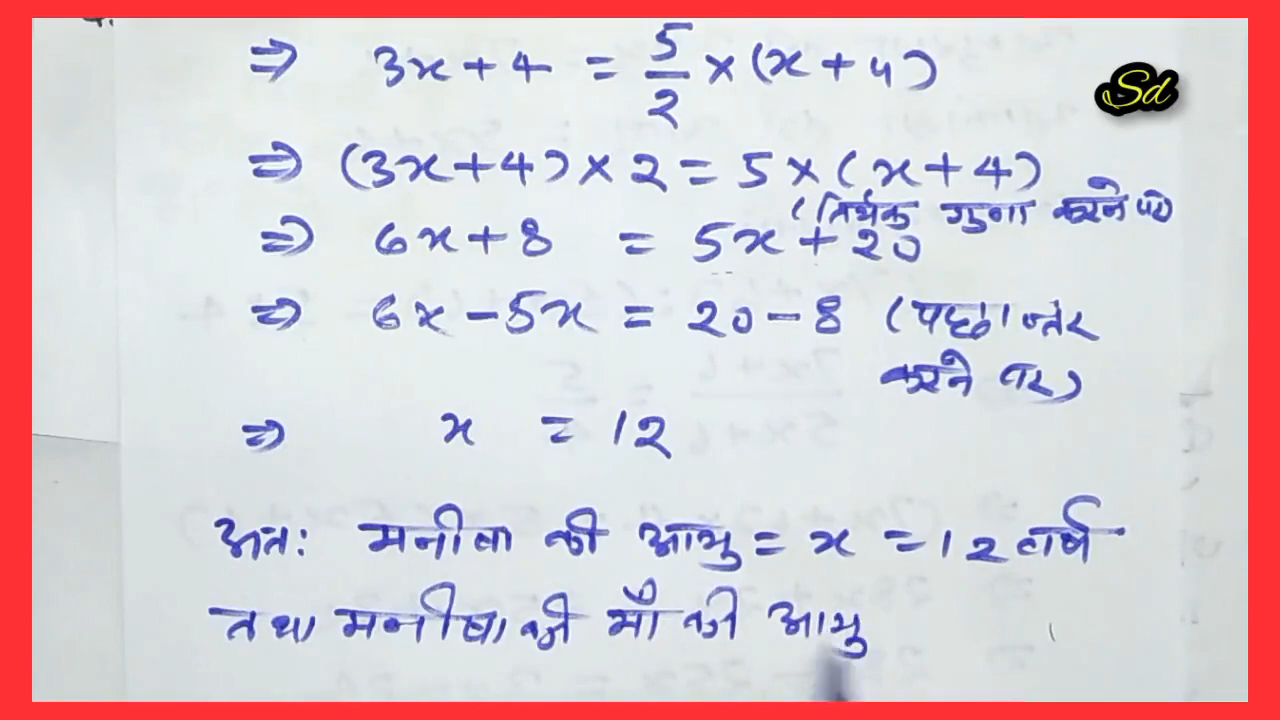 ⇒ 3x + 4 = 5/2 × (x + 4)
Sd
⇒ (3x + 4) × 2 = 5 × (x + 4)
(तिर्यक गुणा करने पर)
⇒ 6x + 8 = 5x + 20
⇒ 6x - 5x = 20 - 8 (पछान्तर
करने पर)
⇒ x = 12
अतः मनीषा की आयु = x = 12 वर्ष
तथा मनीषा की माँ की आयु